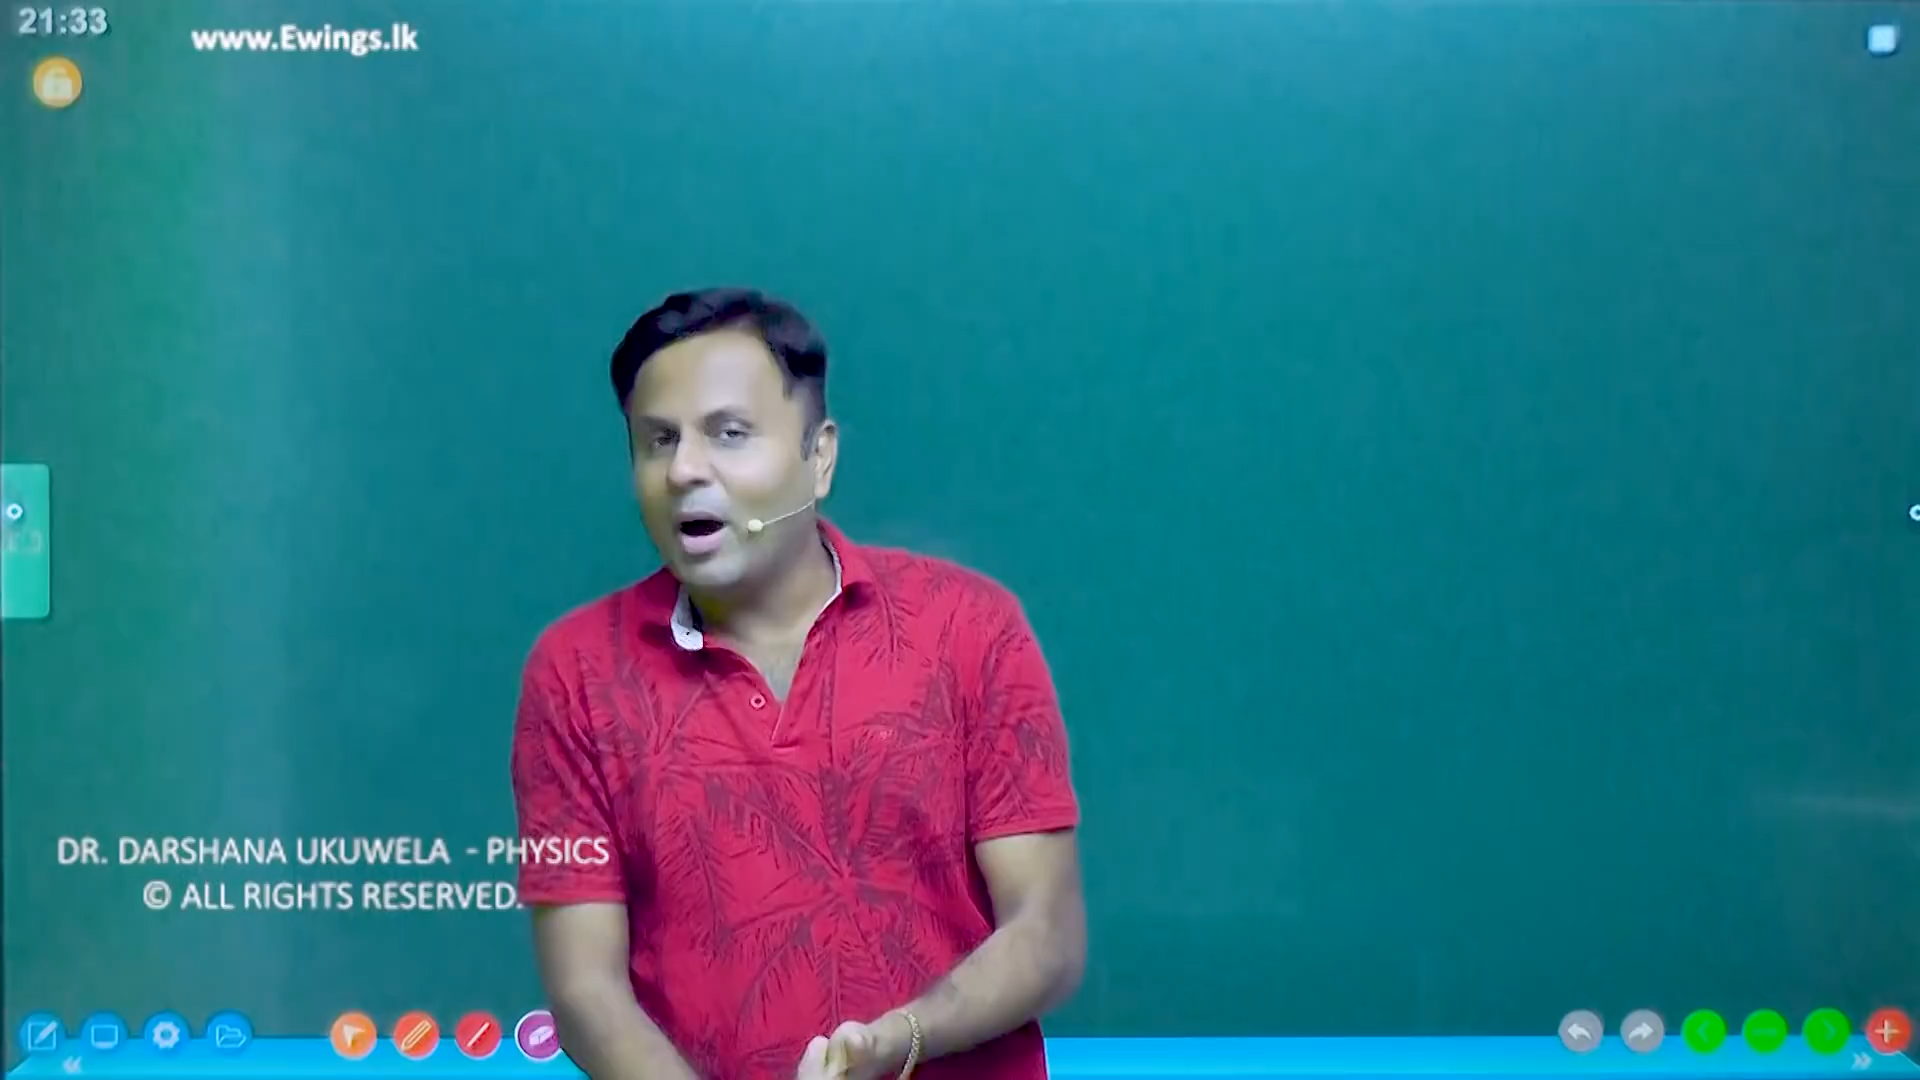 21:33
www.Ewings.lk
DR. DARSHANA UKUWELA - PHYSICS
© ALL RIGHTS RESERVED.